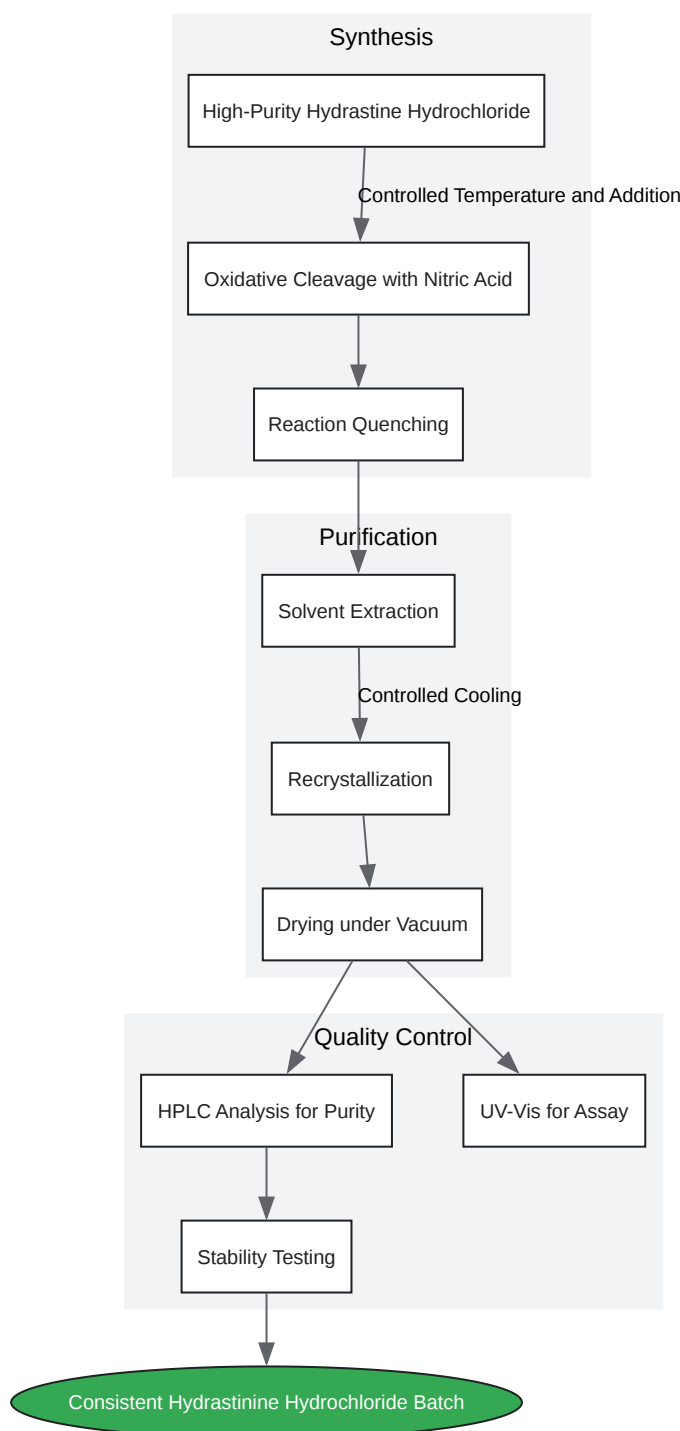 Synthesis
High-Purity Hydrastine Hydrochloride
Controlled Temperature and Addition
Oxidative Cleavage with Nitric Acid
Reaction Quenching
Purification
Solvent Extraction
Controlled Cooling
Recrystallization
Drying under Vacuum
Quality Control
HPLC Analysis for Purity
UV-Vis for Assay
Stability Testing
Consistent Hydrastinine Hydrochloride Batch